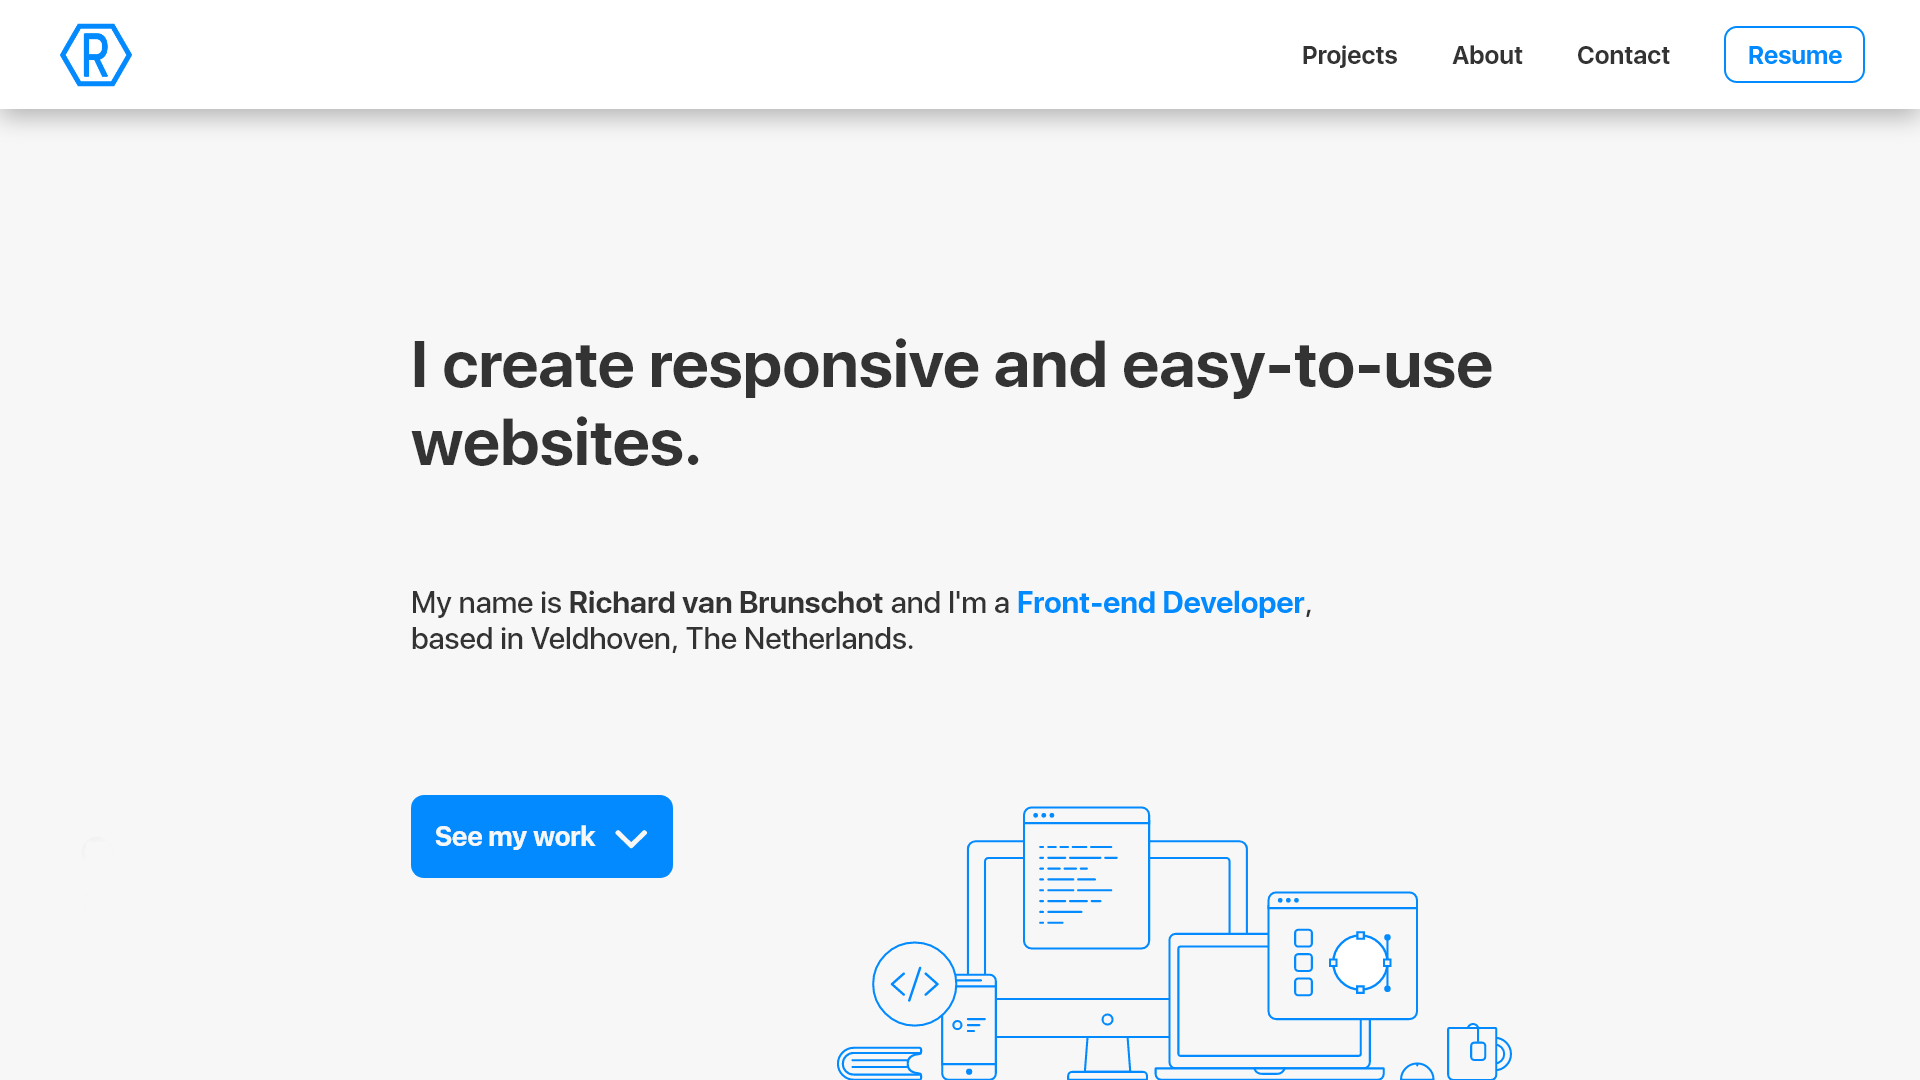 R
Projects
About
Contact
Resume
I create responsive and easy-to-use
websites.
My name is Richard van Brunschot and I'm a Front-end Developer,
based in Veldhoven, The Netherlands.
See my work
</>